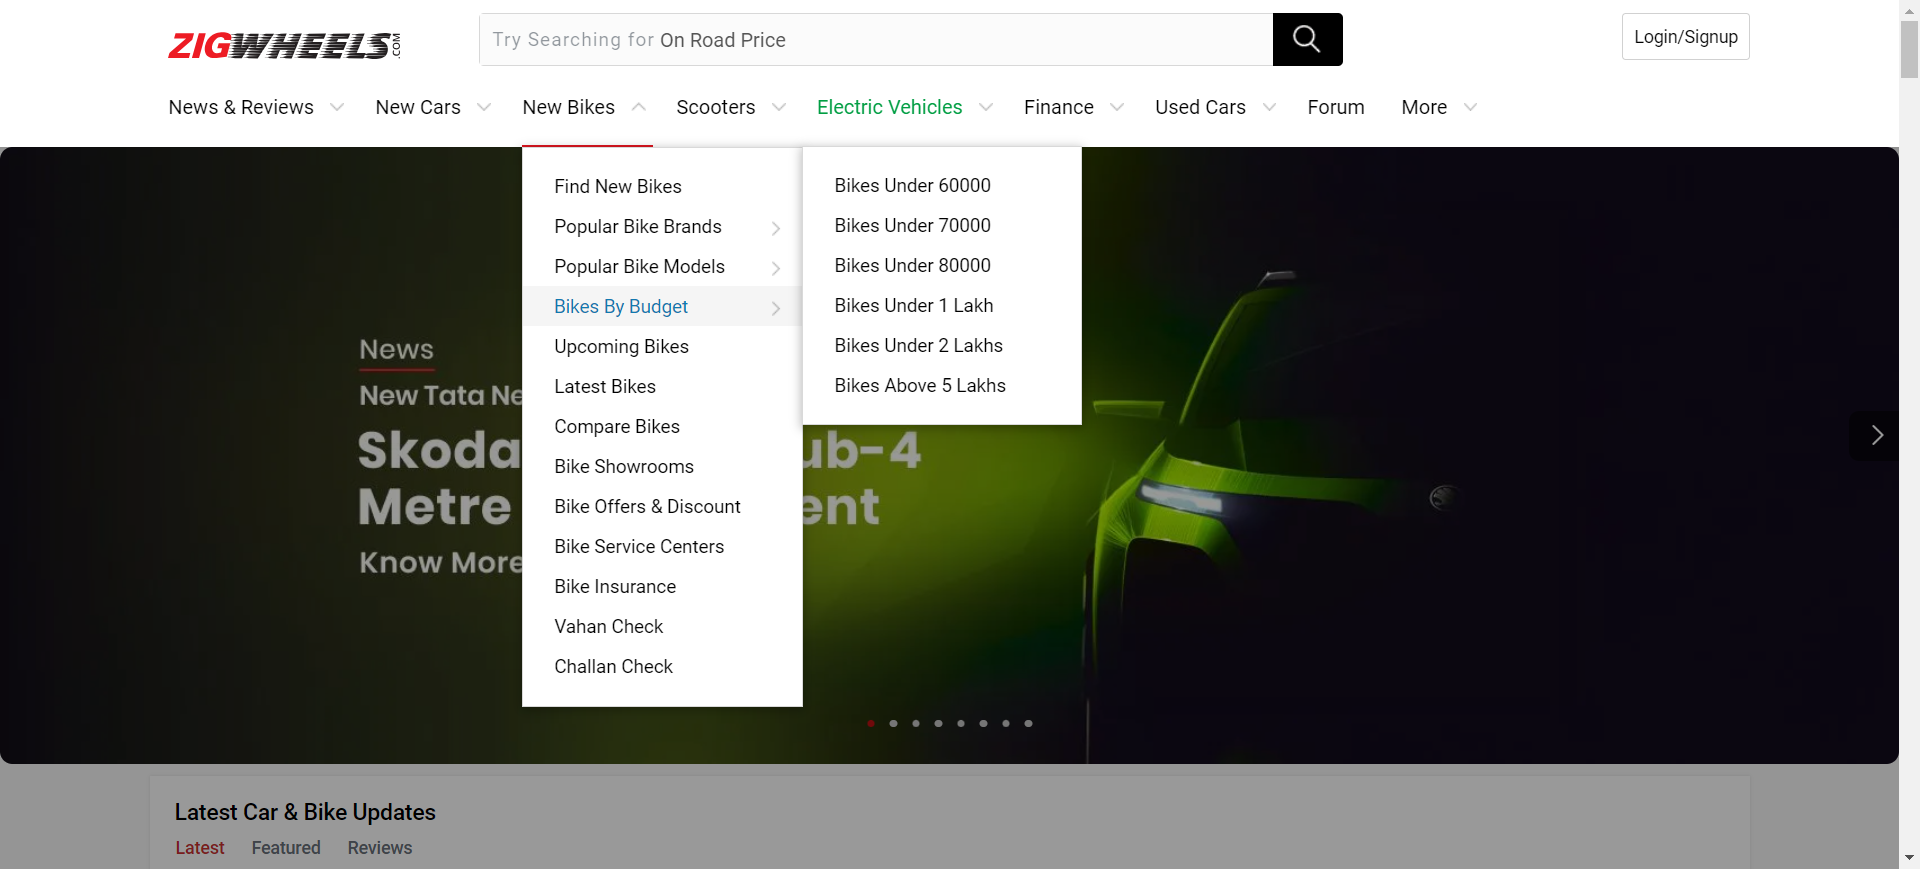 ZIGWHEELS.COM
Try Searching for On Road Price
Login/Signup
News & Reviews New Cars New Bikes Scooters Electric Vehicles Finance Used Cars Forum More
Find New Bikes
Popular Bike Brands
Popular Bike Models
Bikes By Budget
Upcoming Bikes
Latest Bikes
Compare Bikes
Bike Showrooms
Bike Offers & Discount
Bike Service Centers
Bike Insurance
Vahan Check
Challan Check
Bikes Under 60000
Bikes Under 70000
Bikes Under 80000
Bikes Under 1 Lakh
Bikes Under 2 Lakhs
Bikes Above 5 Lakhs
News
New Tata Ne
Skoda ub-4
Metre ent
Know More
Latest Car & Bike Updates
Latest Featured Reviews